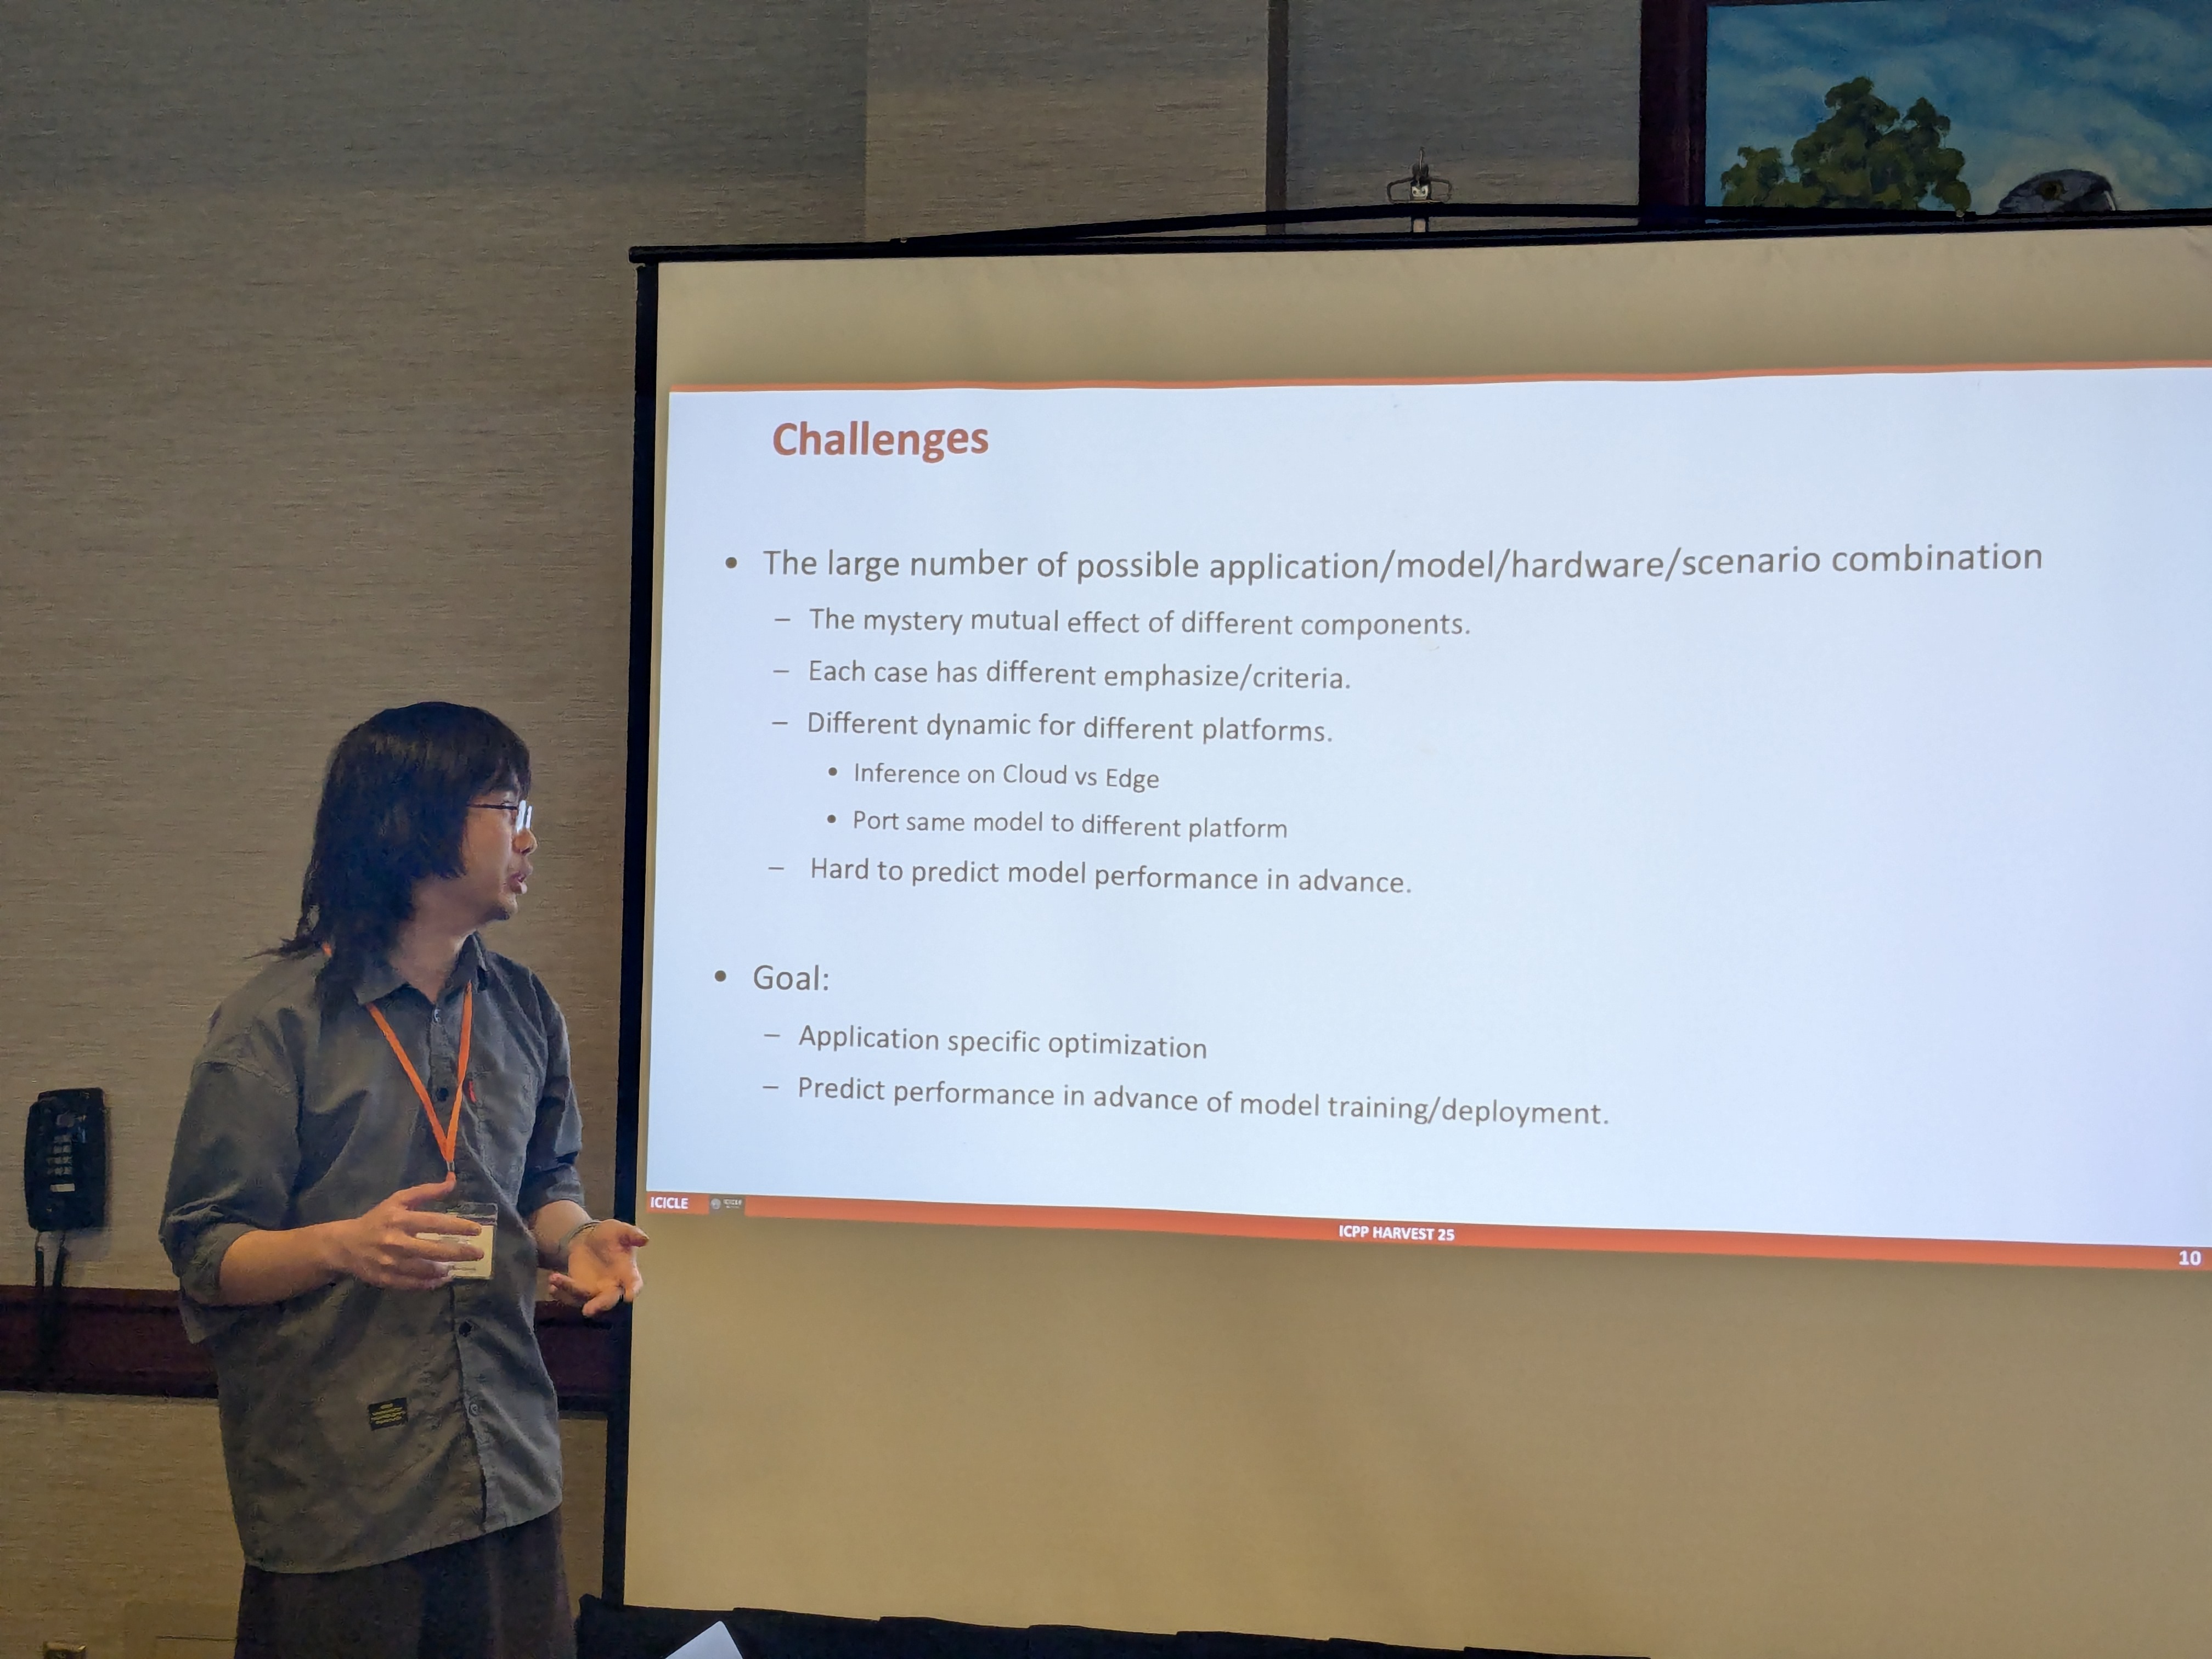 Challenges
• The large number of possible application/model/hardware/scenario combination
– The mystery mutual effect of different components.
– Each case has different emphasize/criteria.
– Different dynamic for different platforms.
• Inference on Cloud vs Edge
• Port same model to different platform
– Hard to predict model performance in advance.
• Goal:
– Application specific optimization
– Predict performance in advance of model training/deployment.
ICICLE
ICICLE
ICPP HARVEST 25
10